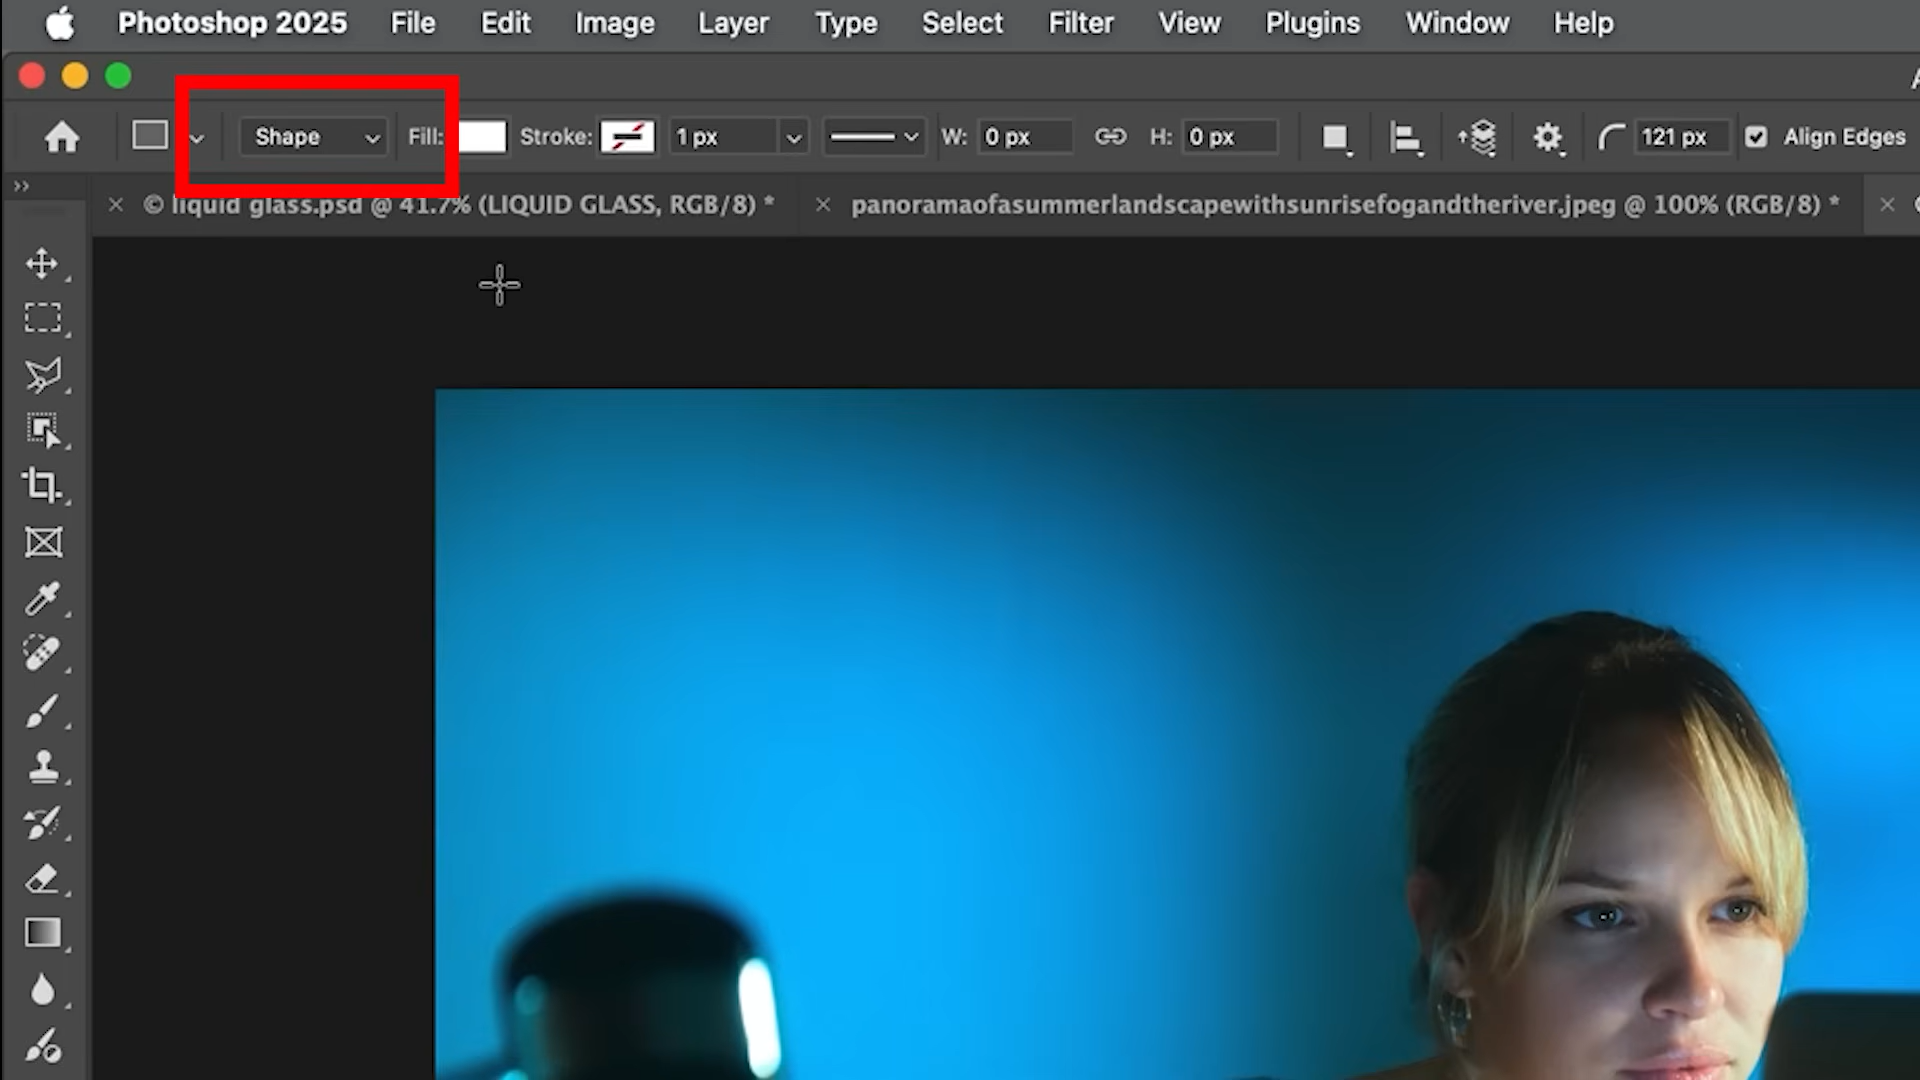 Photoshop 2025 File Edit Image Layer Type Select Filter View Plugins Window Help
Shape Fill: Stroke: 1 px W: 0 px H: 0 px 121 px Align Edges
© liquid glass.psd @ 41.7% (LIQUID GLASS, RGB/8) * panoramaofasummerlandscapewithsunrisefogandtheriver.jpeg @ 100% (RGB/8) *